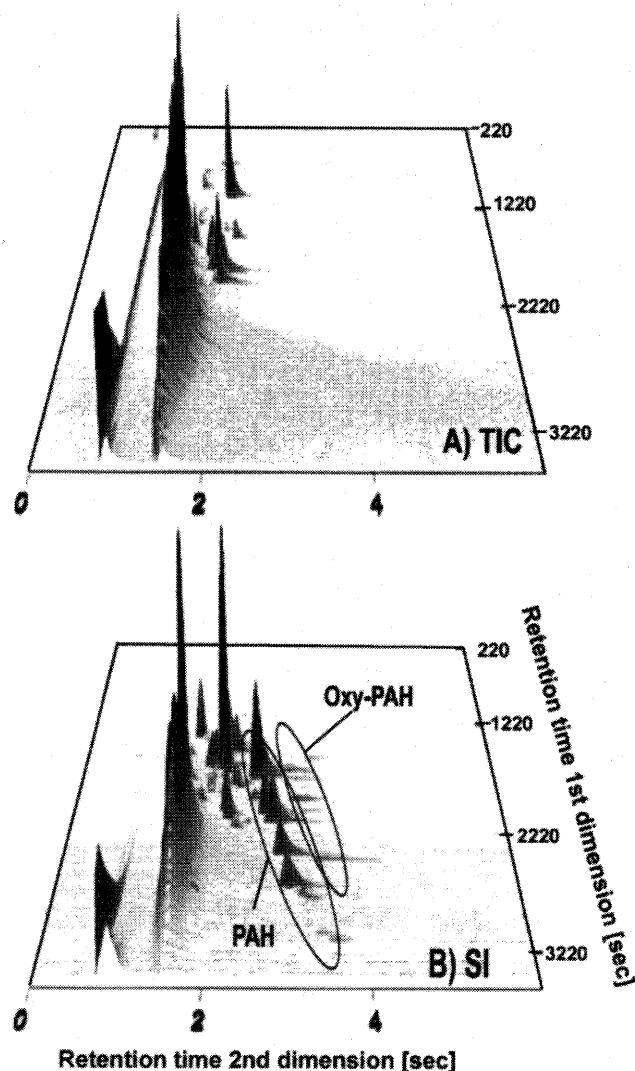 220
1220
2220
3220
A) TIC
0 2 4
220
Oxy-PAH
1220
Retention time 1st dimension [sec]
2220
PAH
3220
B) SI
0 2 4
Retention time 2nd dimension [sec]